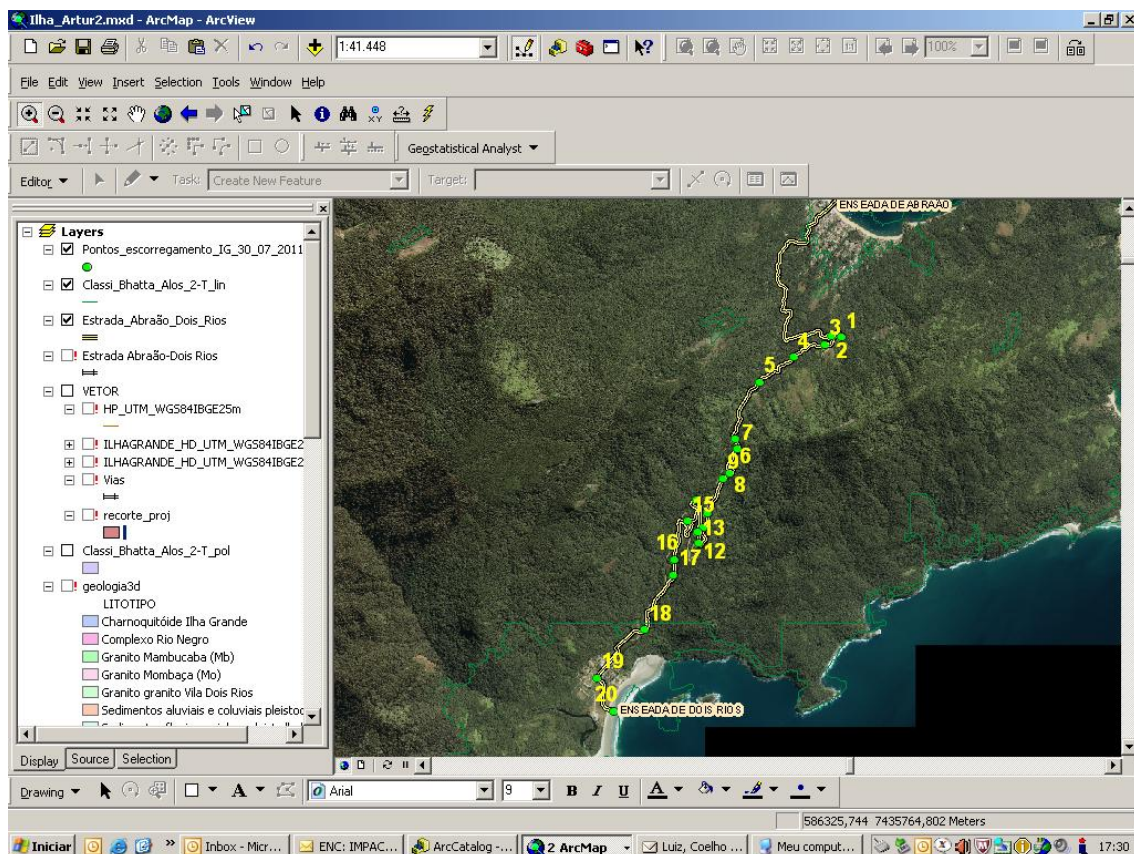 Ilha_Artur2.mxd - ArcMap - ArcView
1:41.448
100%
File Edit View Insert Selection Tools Window Help
Geostatistical Analyst
Editor Task: Create New Feature Target:
Layers
Pontos_escorregamento_IG_30_07_2011
Classi_Bhatta_Alos_2-T_lin
Estrada_Abraão_Dois_Rios
Estrada Abraão-Dois Rios
VETOR
HP_UTM_WGS84IBGE25m
ILHAGRANDE_HD_UTM_WGS84IBGE2
ILHAGRANDE_HD_UTM_WGS84IBGE2
Vias
recorte_proj
Classi_Bhatta_Alos_2-T_pol
geologia3d
LITOTIPO
Charnoquitóide Ilha Grande
Complexo Rio Negro
Granito Mambucaba (Mb)
Granito Mombaça (Mo)
Granito granito Vila Dois Rios
Sedimentos aluviais e coluviais pleistoc
Display Source Selection
ENSEADA DE ABRAÃO
1
3
2
4
5
7
6
9
8
15
13
12
16
17
18
19
20
ENSEADA DE DOIS RIOS
Drawing A Arial 9 B I U A
586325,744 7435764,802 Meters
Iniciar Inbox - Micr... ENC: IMPAC... ArcCatalog -... 2 ArcMap Luiz, Coelho ... Meu comput... 17:30